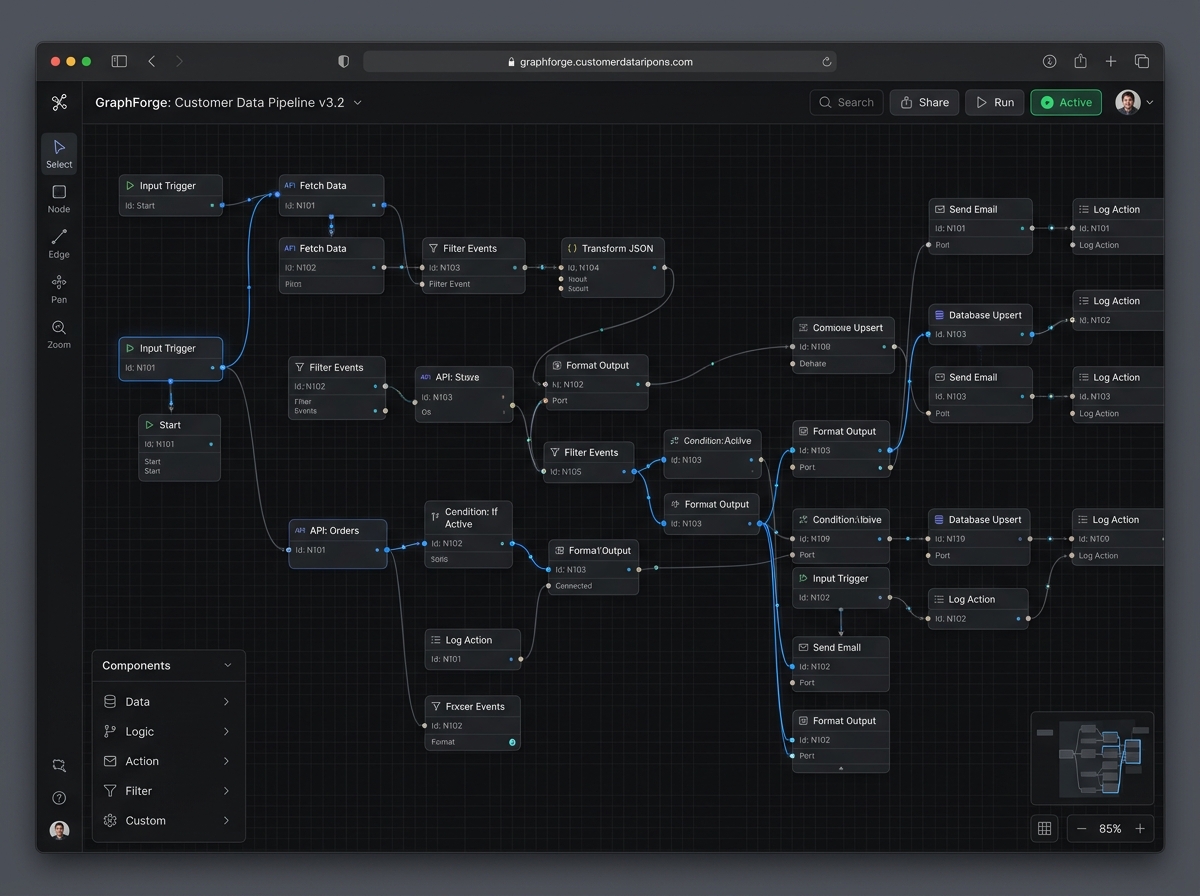 graphforge.customerdataripons.com
GraphForge: Customer Data Pipeline v3.2
Search
Share
Run
Active
Select
Node
Edge
Pen
Zoom
Input Trigger
Id: Start
API Fetch Data
Id: N101
API Fetch Data
Id: N102
Filter Events
Id: N103
Filter Event
{} Transform JSON
Id, N104
Input Trigger
Id: N101
Start
Id: N101
Start
Start
Filter Events
Id: N102
Filter
Events
API: Stave
Id: N103
Os
Format Output
Id: N102
Port
Filter Events
Id: N105
Condition: Active
Id: N103
Format Output
Id: N103
API: Orders
Id: N101
Condition: If
Active
Id: N102
Format Output
Id: N103
Connected
Log Action
Id: N101
Events
Id: N102
Format
Upsert
Id: N100
Dehare
Format Output
Id: N103
Port
Id: N109
Port
Input Trigger
Id: N102
Send Email
Id: N102
Port
Format Output
Id: N102
Port
Send Email
Id: N101
Port
Database Upsert
Id: N103
Send Email
Id: N103
Port
Database Upsert
Id: N110
Port
Log Action
Id: N102
Log Action
Id: N101
Log Action
Log Action
Id: N102
Log Action
Id: N103
Log Action
Log Action
Id: N100
Log Action
Components
Data
Logic
Action
Filter
Custom
85%